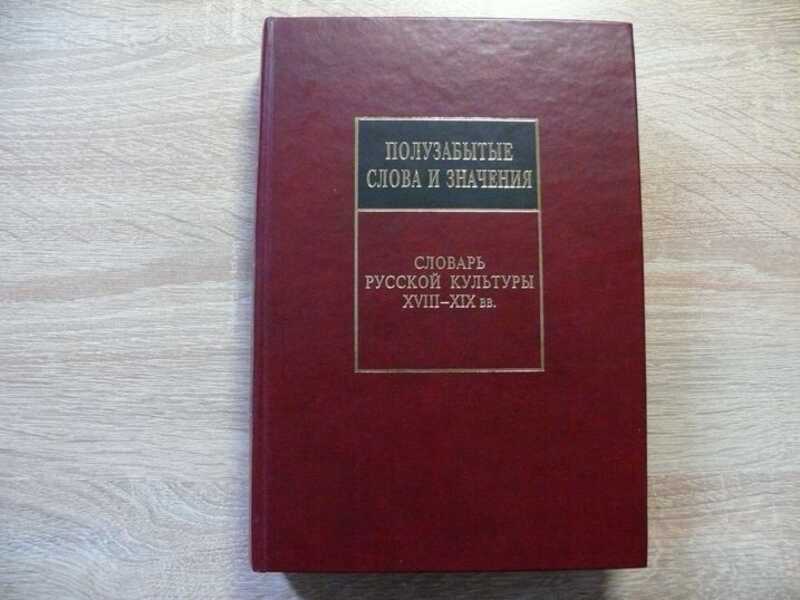 ПОЛУЗАБЫТЫЕ
СЛОВА И ЗНАЧЕНИЯ
СЛОВАРЬ
РУССКОЙ КУЛЬТУРЫ
XVIII–XIX вв.